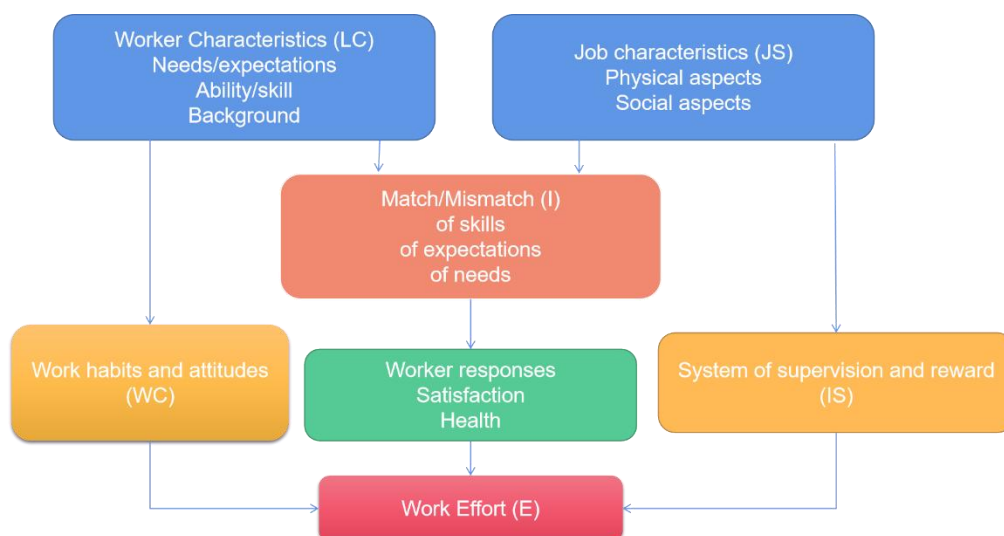 Worker Characteristics (LC)
Needs/expectations
Ability/skill
Background
Job characteristics (JS)
Physical aspects
Social aspects
Match/Mismatch (I)
of skills
of expectations
of needs
Work habits and attitudes
(WC)
Worker responses
Satisfaction
Health
System of supervision and reward
(IS)
Work Effort (E)